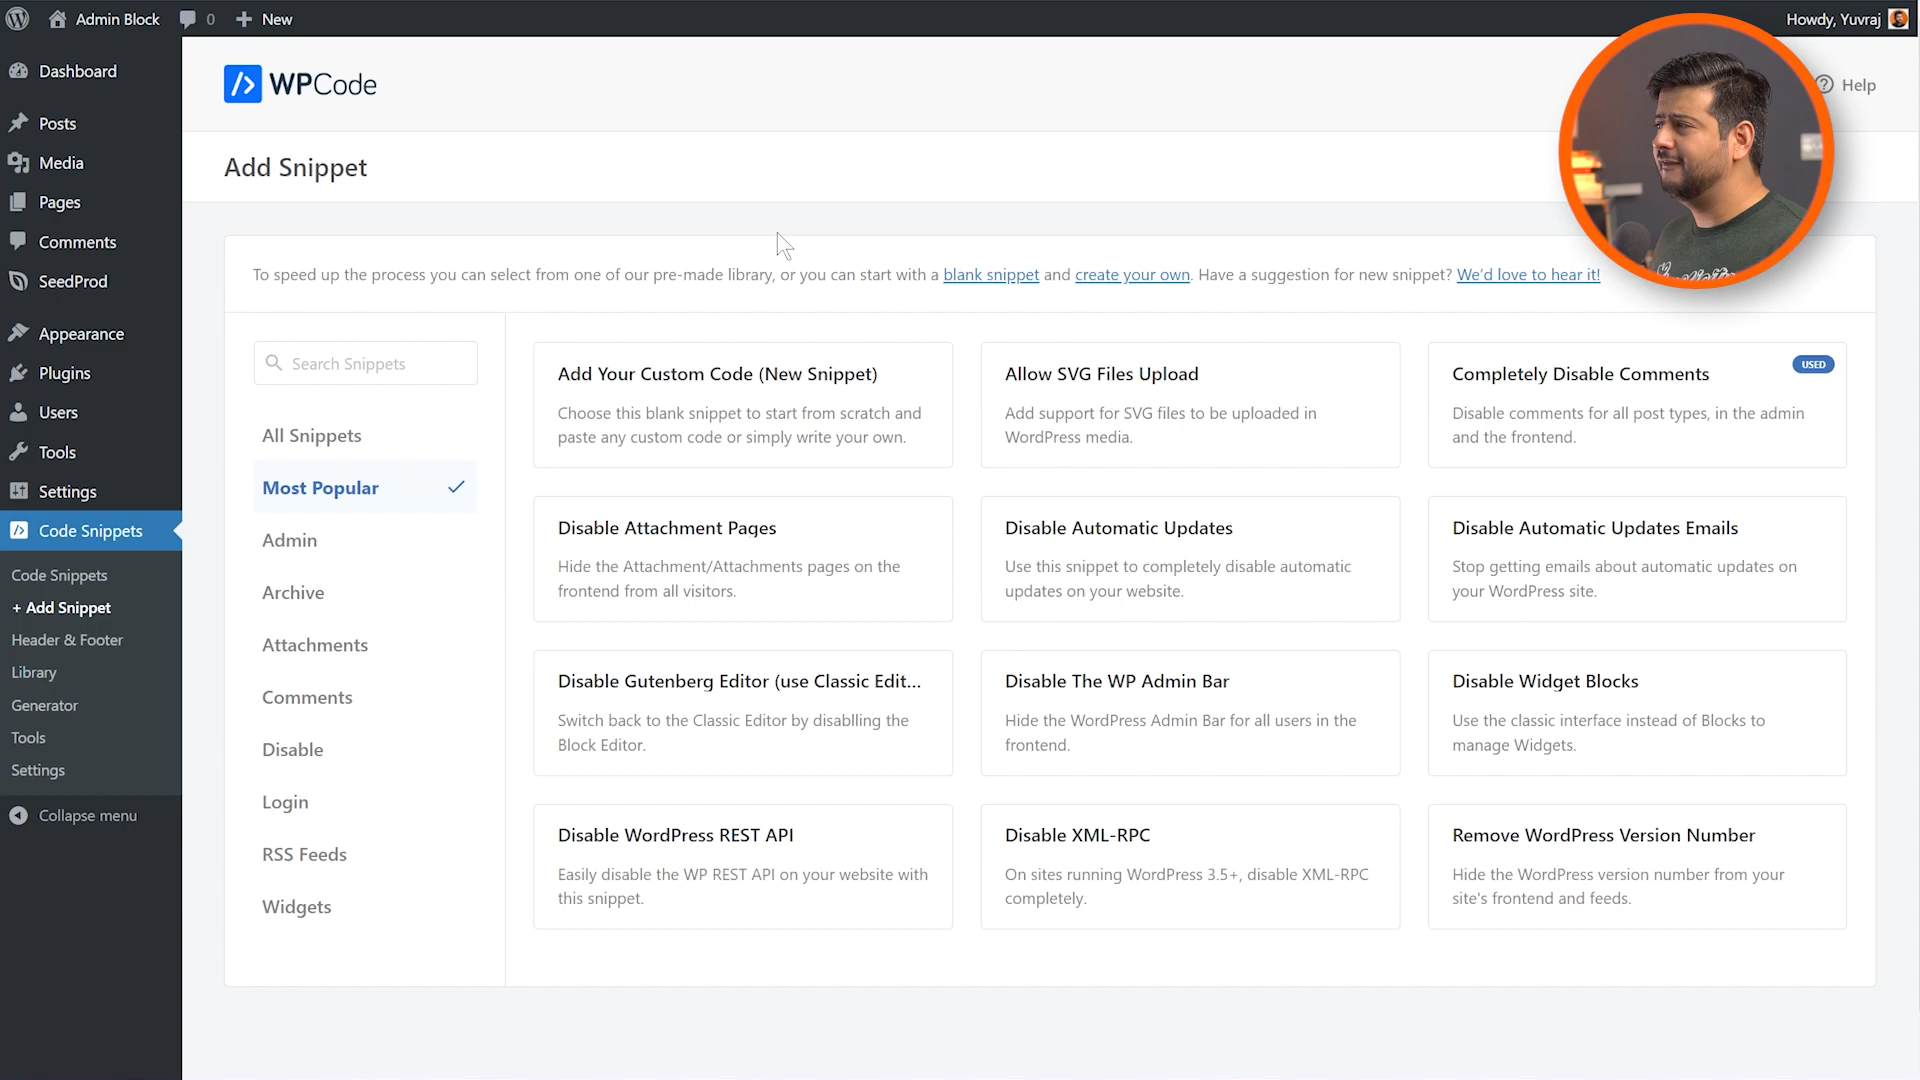 Admin Block
0
New
Howdy, Yuvraj
Dashboard
Posts
Media
Pages
Comments
SeedProd
Appearance
Plugins
Users
Tools
Settings
Code Snippets
Code Snippets
+ Add Snippet
Header & Footer
Library
Generator
Tools
Settings
Collapse menu
WPCode
Help
Add Snippet
To speed up the process you can select from one of our pre-made library, or you can start with a blank snippet and create your own. Have a suggestion for new snippet? We'd love to hear it!
Search Snippets
All Snippets
Most Popular
Admin
Archive
Attachments
Comments
Disable
Login
RSS Feeds
Widgets
Add Your Custom Code (New Snippet)
Choose this blank snippet to start from scratch and
paste any custom code or simply write your own.
Allow SVG Files Upload
Add support for SVG files to be uploaded in
WordPress media.
USED
Completely Disable Comments
Disable comments for all post types, in the admin
and the frontend.
Disable Attachment Pages
Hide the Attachment/Attachments pages on the
frontend from all visitors.
Disable Automatic Updates
Use this snippet to completely disable automatic
updates on your website.
Disable Automatic Updates Emails
Stop getting emails about automatic updates on
your WordPress site.
Disable Gutenberg Editor (use Classic Edit...
Switch back to the Classic Editor by disablling the
Block Editor.
Disable The WP Admin Bar
Hide the WordPress Admin Bar for all users in the
frontend.
Disable Widget Blocks
Use the classic interface instead of Blocks to
manage Widgets.
Disable WordPress REST API
Easily disable the WP REST API on your website with
this snippet.
Disable XML-RPC
On sites running WordPress 3.5+, disable XML-RPC
completely.
Remove WordPress Version Number
Hide the WordPress version number from your
site's frontend and feeds.